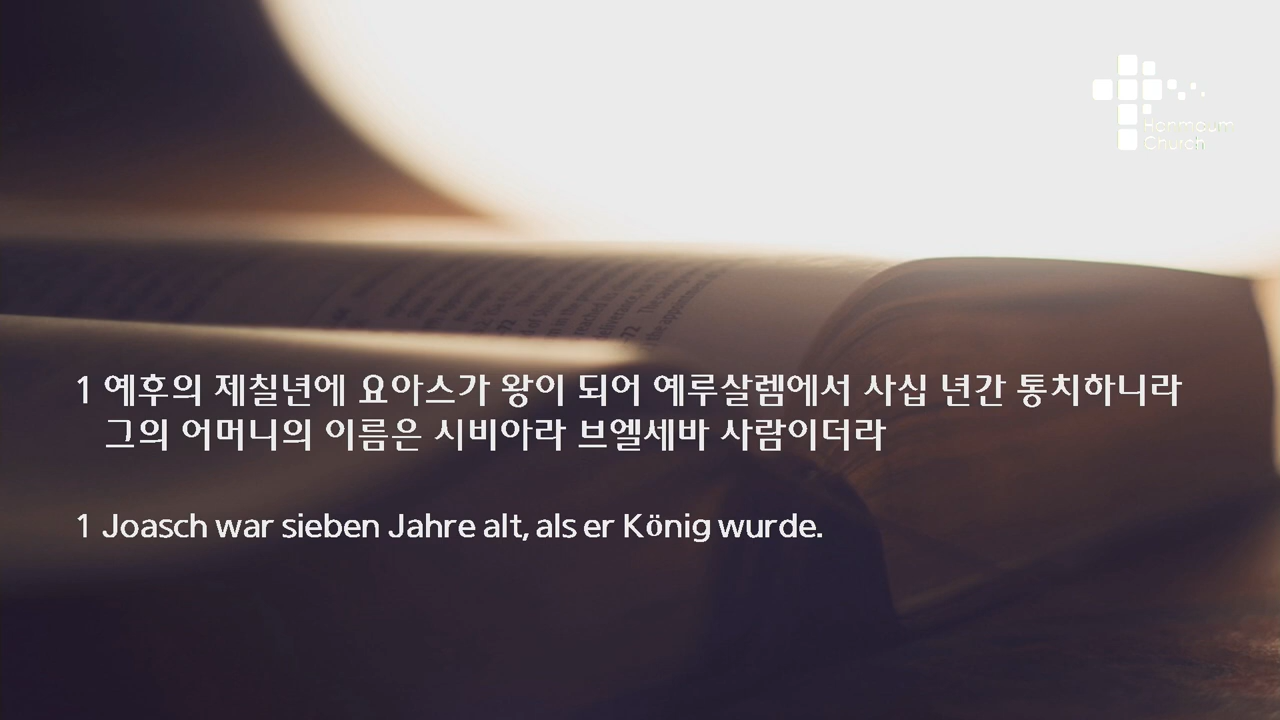 Hanmaum
Church
1 예후의 제칠년에 요아스가 왕이 되어 예루살렘에서 사십 년간 통치하니라
그의 어머니의 이름은 시비아라 브엘세바 사람이더라
1 Joasch war sieben Jahre alt, als er König wurde.